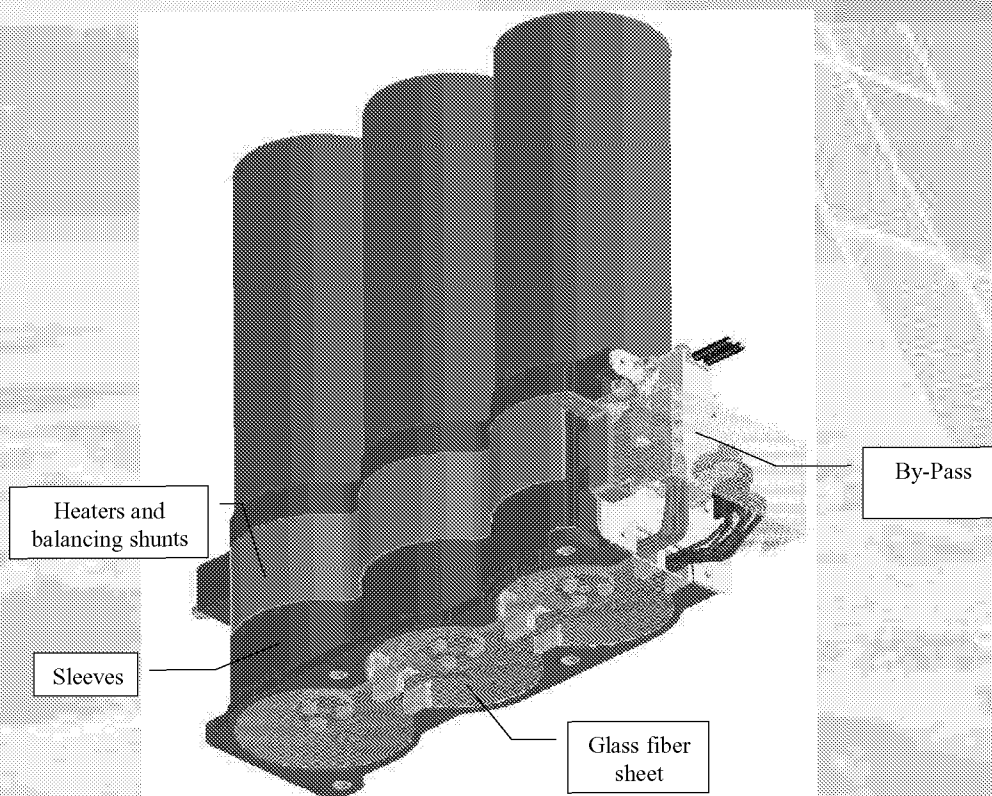 By-Pass
Heaters and
balancing shunts
Sleeves
Glass fiber
sheet